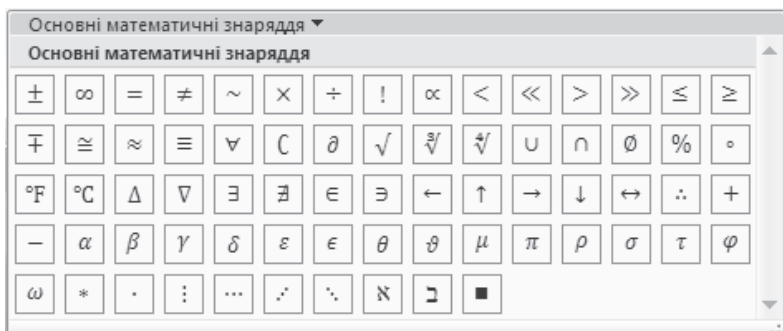 Основні математичні знаряддя
Основні математичні знаряддя
± ∞ = ≠ ~ × ÷ ! ∝ < ≪ > ≫ ≤ ≥
∓ ≅ ≈ ≡ ∀ ∁ ∂ √ ∛ ∜ ∪ ∩ ∅ % °
℉ ℃ ∆ ∇ ∃ ∄ ∈ ∋ ← ↑ → ↓ ↔ ∴ +
− α β γ δ ε ϵ θ ϑ μ π ρ σ τ φ
ω * ∙ ⋮ ⋯ ⋰ ⋱ ℵ ℶ ∎